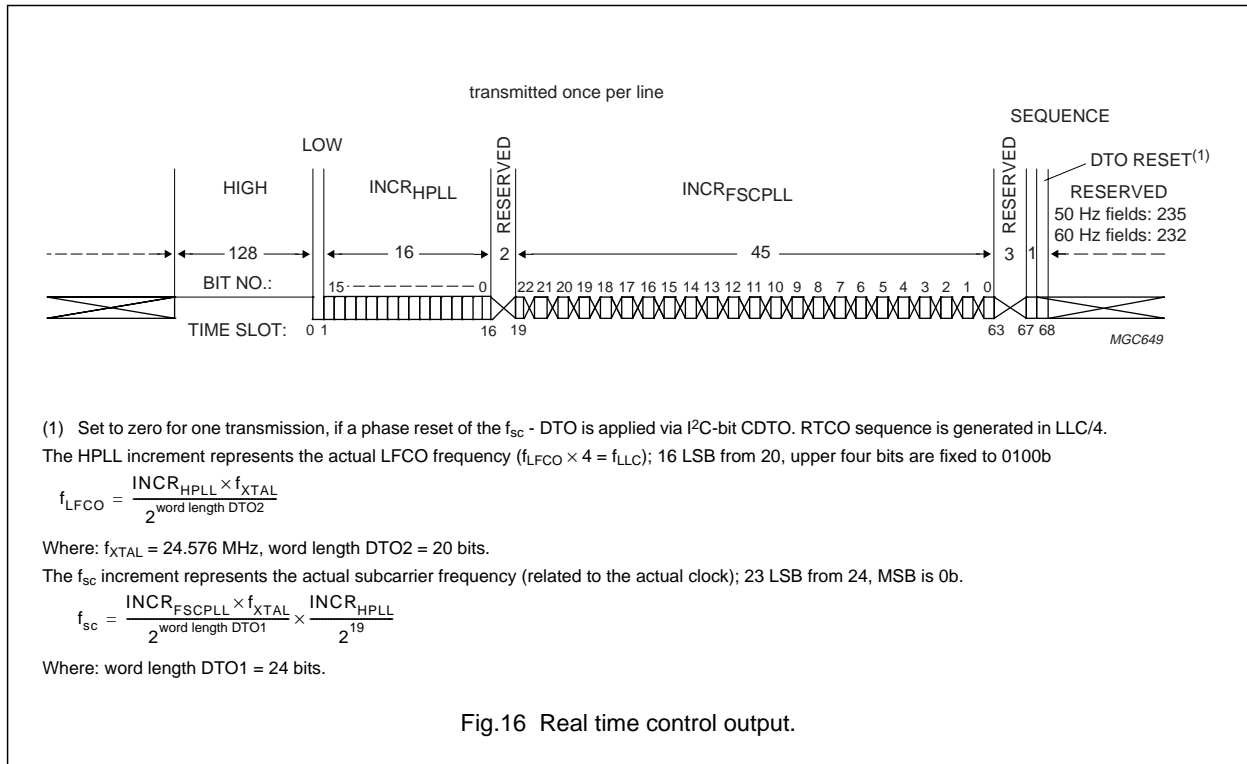 transmitted once per line
SEQUENCE
LOW
RESERVED
RESERVED
DTO RESET(1)
HIGH
INCRHPLL
INCRFSCPLL
RESERVED
50 Hz fields: 235
60 Hz fields: 232
128
16
2
45
3
1
BIT NO.:
15
0
22 21 20 19 18 17 16 15 14 13 12 11 10 9 8 7 6 5 4 3 2 1 0
TIME SLOT:
0 1
16
19
63
67 68
MGC649
(1) Set to zero for one transmission, if a phase reset of the fsc - DTO is applied via I²C-bit CDTO. RTCO sequence is generated in LLC/4.
The HPLL increment represents the actual LFCO frequency (fLFCO × 4 = fLLC); 16 LSB from 20, upper four bits are fixed to 0100b
fLFCO = INCRHPLL × fXTAL / 2^word length DTO2
Where: fXTAL = 24.576 MHz, word length DTO2 = 20 bits.
The fsc increment represents the actual subcarrier frequency (related to the actual clock); 23 LSB from 24, MSB is 0b.
fsc = INCRFSCPLL × fXTAL / 2^word length DTO1 × INCRHPLL / 2^19
Where: word length DTO1 = 24 bits.
Fig.16 Real time control output.